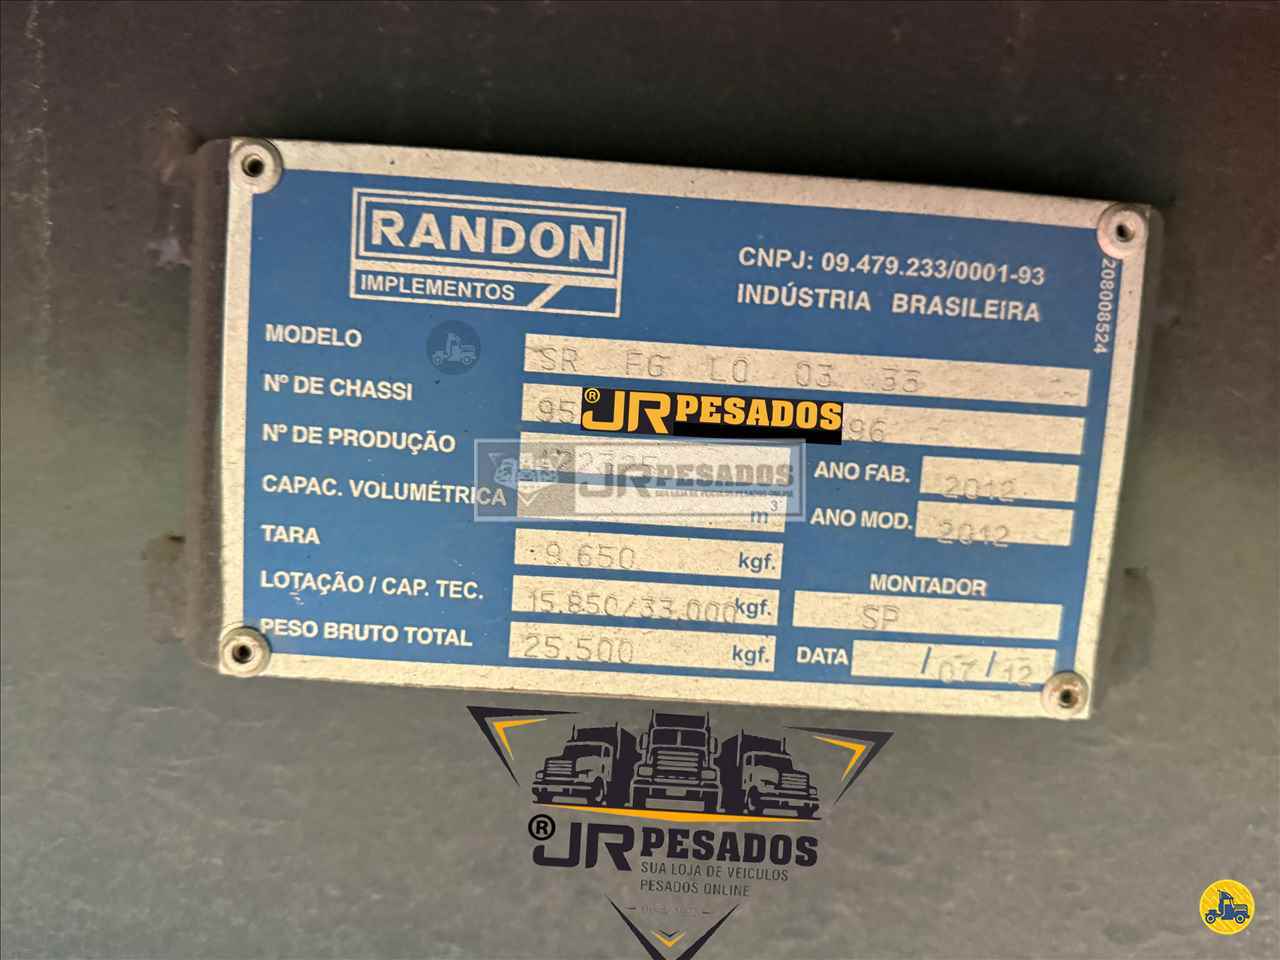 RANDON
IMPLEMENTOS
CNPJ: 09.479.233/0001-93
INDÚSTRIA BRASILEIRA
208008524
MODELO SR FG LO 03 33
Nº DE CHASSI 95 96
® JR PESADOS
Nº DE PRODUÇÃO
JR PESADOS
ANO FAB. 2012
CAPAC. VOLUMÉTRICA m³
ANO MOD. 2012
TARA 9.650 kgf.
LOTAÇÃO / CAP. TEC. 15.850/33.000 kgf.
MONTADOR
SP
PESO BRUTO TOTAL 25.500 kgf.
DATA / 07 / 12
® JR PESADOS
SUA LOJA DE VEICULOS
PESADOS ONLINE